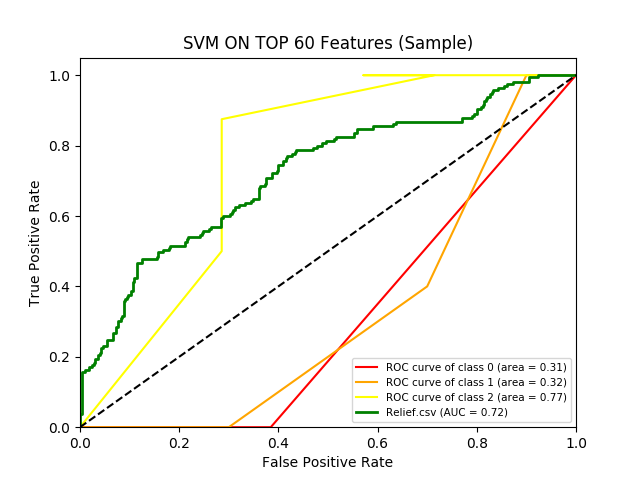 SVM ON TOP 60 Features (Sample)
1.0
0.8
0.6
0.4
0.2
0.0
True Positive Rate
ROC curve of class 0 (area = 0.31)
ROC curve of class 1 (area = 0.32)
ROC curve of class 2 (area = 0.77)
Relief.csv (AUC = 0.72)
0.0 0.2 0.4 0.6 0.8 1.0
False Positive Rate